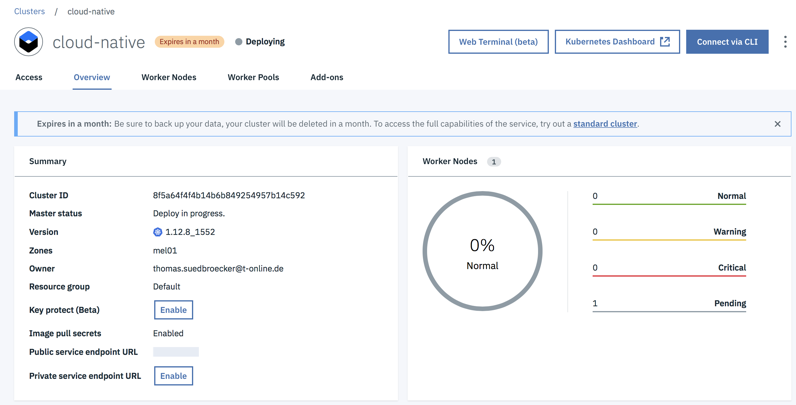 Clusters / cloud-native
cloud-native Expires in a month Deploying Web Terminal (beta) Kubernetes Dashboard Connect via CLI
Access Overview Worker Nodes Worker Pools Add-ons
Expires in a month: Be sure to back up your data, your cluster will be deleted in a month. To access the full capabilities of the service, try out a standard cluster.
Summary
Cluster ID 8f5a64f4f4b14b6b849254957b14c592
Master status Deploy in progress.
Version 1.12.8_1552
Zones mel01
Owner thomas.suedbroecker@t-online.de
Resource group Default
Key protect (Beta) Enable
Image pull secrets Enabled
Public service endpoint URL
Private service endpoint URL Enable
Worker Nodes 1
0% Normal
0 Normal
0 Warning
0 Critical
1 Pending